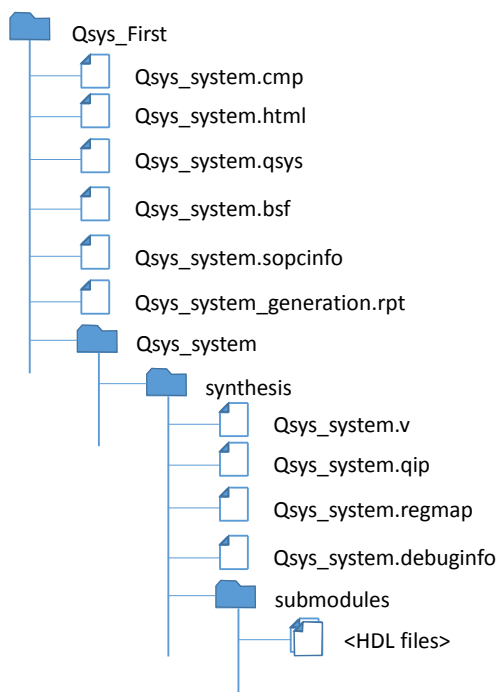 Qsys_First
Qsys_system.cmp
Qsys_system.html
Qsys_system.qsys
Qsys_system.bsf
Qsys_system.sopcinfo
Qsys_system_generation.rpt
Qsys_system
synthesis
Qsys_system.v
Qsys_system.qip
Qsys_system.regmap
Qsys_system.debuginfo
submodules
<HDL files>